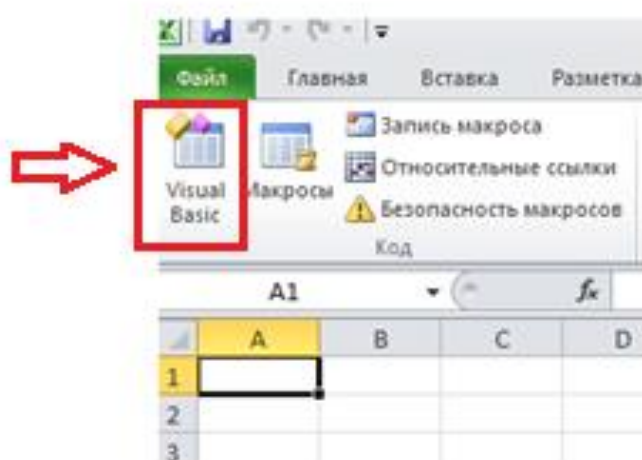 Файл Главная Вставка Разметка
Visual Basic
Макросы
Запись макроса
Относительные ссылки
Безопасность макросов
Код
A1 fx
A B C D
1
2
3